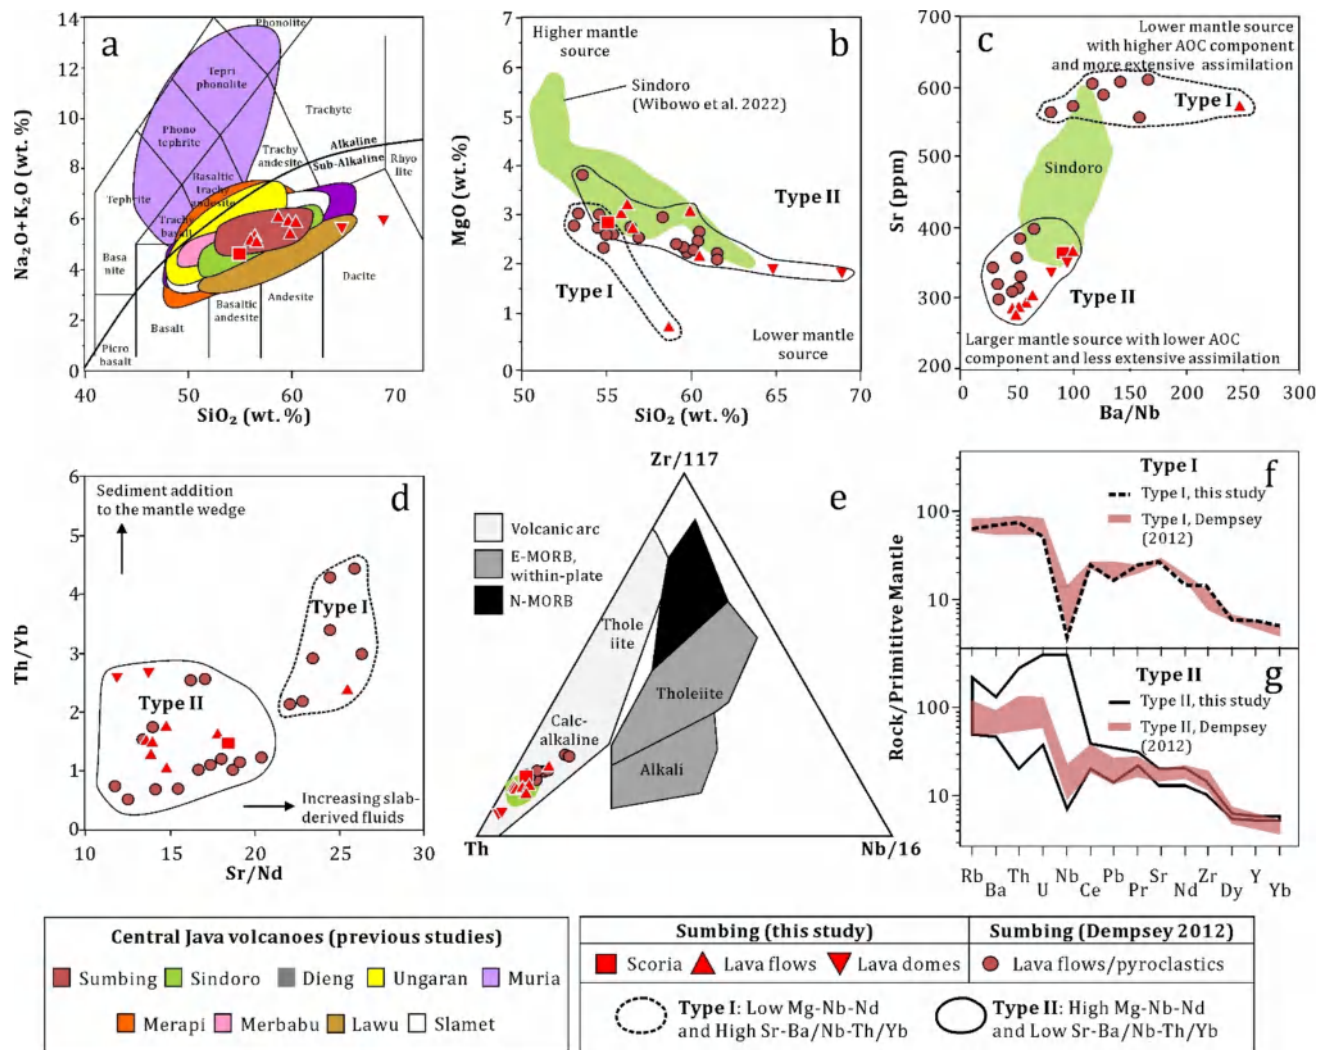 a
14
12
10
8
6
4
2
0
Na₂O+K₂O (wt. %)
40
50
60
70
SiO₂ (wt. %)
Phonolite
Tepri
phonolite
Trachyte
Phono
tephrite
Alkaline
Sub-Alkaline
Trachy
andesite
Rhyo
lite
Basaltic
trachy
andesite
Tephrite
Trachy
basalt
Basa
nite
Dacite
Andesite
Basaltic
andesite
Basalt
Picro
basalt
b
7
6
5
4
3
2
1
0
MgO (wt.%)
50
55
60
65
70
SiO₂ (wt. %)
Higher mantle
source
Sindoro
(Wibowo et al. 2022)
Type II
Type I
Lower mantle
source
c
700
600
500
400
300
200
Sr (ppm)
0
50
100
150
200
250
300
Ba/Nb
Lower mantle source
with higher AOC component
and more extensive assimilation
Type I
Sindoro
Type II
Larger mantle source with lower AOC
component and less extensive assimilation
d
6
5
4
3
2
1
0
Th/Yb
10
15
20
25
30
Sr/Nd
Sediment addition
to the mantle wedge
Type I
Type II
Increasing slab-
derived fluids
e
Zr/117
Volcanic arc
E-MORB,
within-plate
N-MORB
Thole
iite
Tholeiite
Calc-
alkaline
Alkali
Th
Nb/16
f
Rock/Primitive Mantle
100
10
Type I
Type I, this study
Type I, Dempsey
(2012)
g
100
10
Type II
Type II, this study
Type II, Dempsey
(2012)
Rb
Ba
Th
U
Nb
Ce
Pb
Pr
Sr
Nd
Zr
Dy
Y
Yb
Central Java volcanoes (previous studies)
Sumbing
Sindoro
Dieng
Ungaran
Muria
Merapi
Merbabu
Lawu
Slamet
Sumbing (this study)
Sumbing (Dempsey 2012)
Scoria
Lava flows
Lava domes
Lava flows/pyroclastics
Type I: Low Mg-Nb-Nd
and High Sr-Ba/Nb-Th/Yb
Type II: High Mg-Nb-Nd
and Low Sr-Ba/Nb-Th/Yb